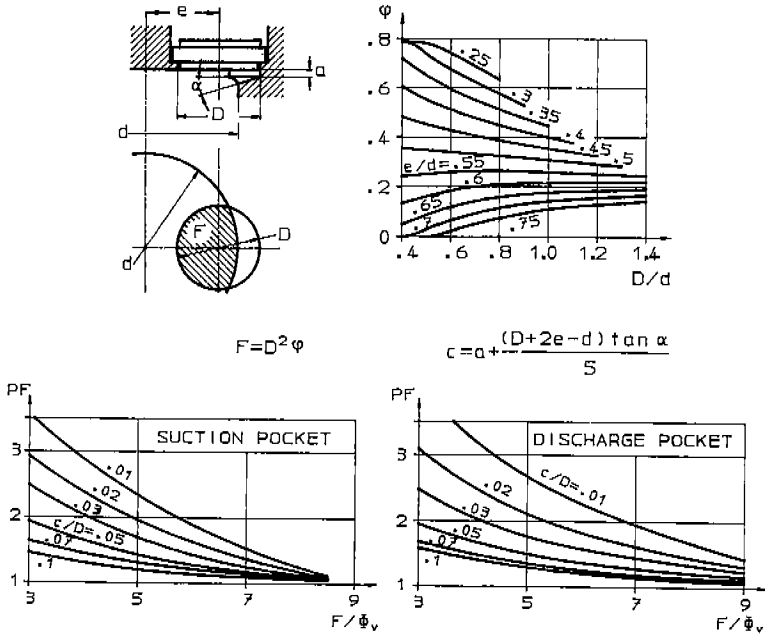 e
a
α
D
d
F
D
d
φ
.8
.6
.4
.2
0
.25
.3
.35
.4
.45
.5
e/d=.55
.6
.65
.7
.75
.4 .6 .8 1.0 1.2 1.4
D/d
F=D²φ
c=a+(D+2e-d)tan α/5
PF
3
2
1
SUCTION POCKET
.01
.02
.03
c/D=.05
.07
.1
3 5 7 9
F/Φv
PF
3
2
1
DISCHARGE POCKET
c/D=.01
.02
.03
.05
.07
.1
3 5 7 9
F/Φv